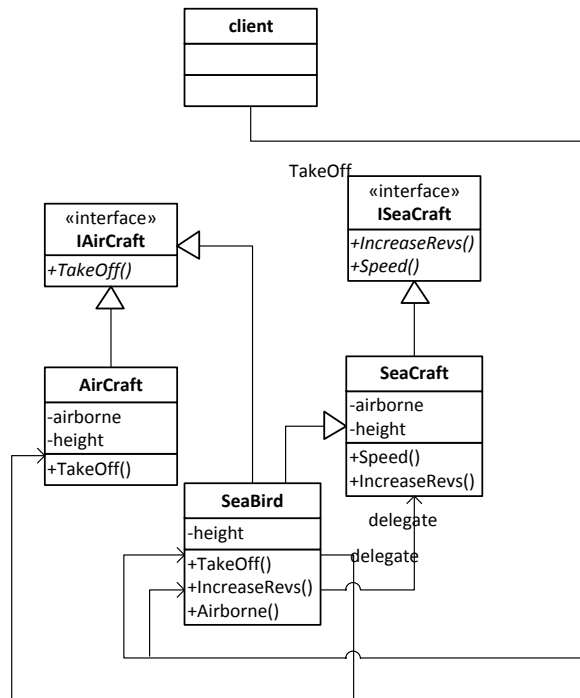 client
TakeOff
«interface»
ISeaCraft
+IncreaseRevs()
+Speed()
«interface»
IAirCraft
+TakeOff()
AirCraft
-airborne
-height
+TakeOff()
SeaCraft
-airborne
-height
+Speed()
+IncreaseRevs()
SeaBird
-height
+TakeOff()
+IncreaseRevs()
+Airborne()
delegate
delegate